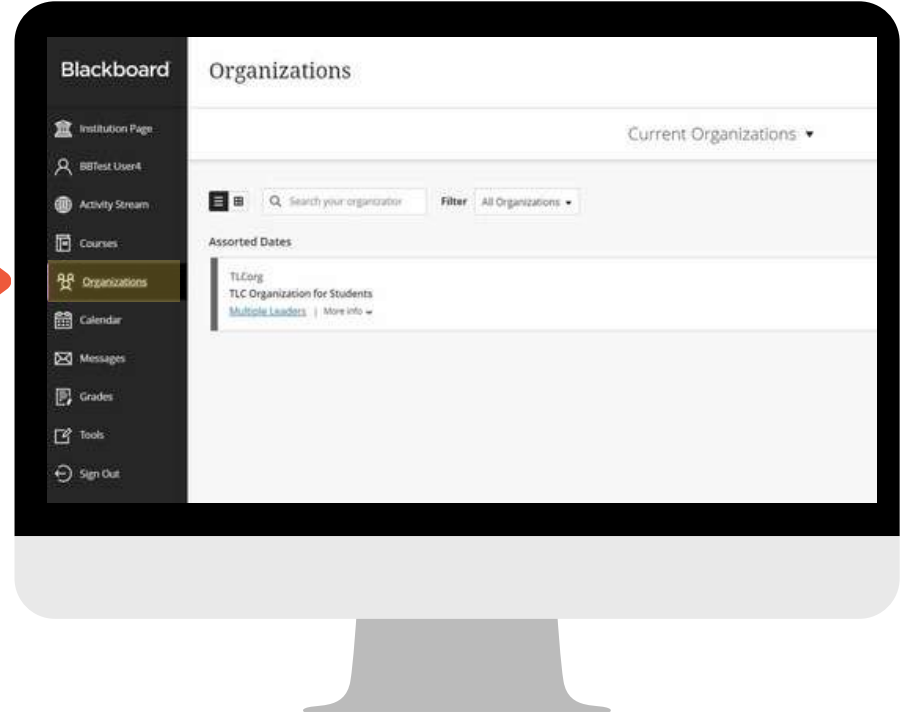 Blackboard
Institution Page
BBTest User4
Activity Stream
Courses
Organizations
Calendar
Messages
Grades
Tools
Sign Out
Organizations
Current Organizations
Search your organization
Filter All Organizations
Assorted Dates
TLCorg
TLC Organization for Students
Multiple Leaders | More info